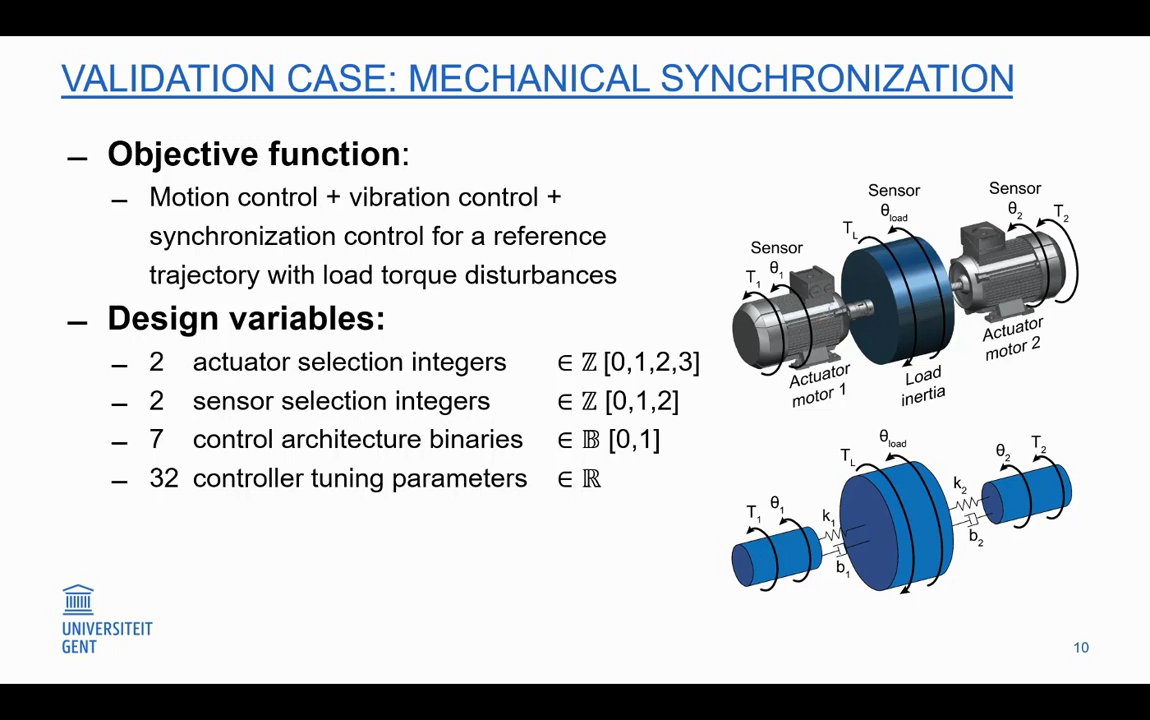 VALIDATION CASE: MECHANICAL SYNCHRONIZATION
– Objective function:
– Motion control + vibration control +
synchronization control for a reference
trajectory with load torque disturbances
– Design variables:
– 2 actuator selection integers ∈ ℤ [0,1,2,3]
– 2 sensor selection integers ∈ ℤ [0,1,2]
– 7 control architecture binaries ∈ 𝔹 [0,1]
– 32 controller tuning parameters ∈ ℝ
Sensor
θ1
T1
Actuator
motor 1
Sensor
θload
TL
Load
inertia
Sensor
θ2
T2
Actuator
motor 2
T1
θ1
k1
b1
TL
θload
k2
b2
θ2
T2
UNIVERSITEIT
GENT
10